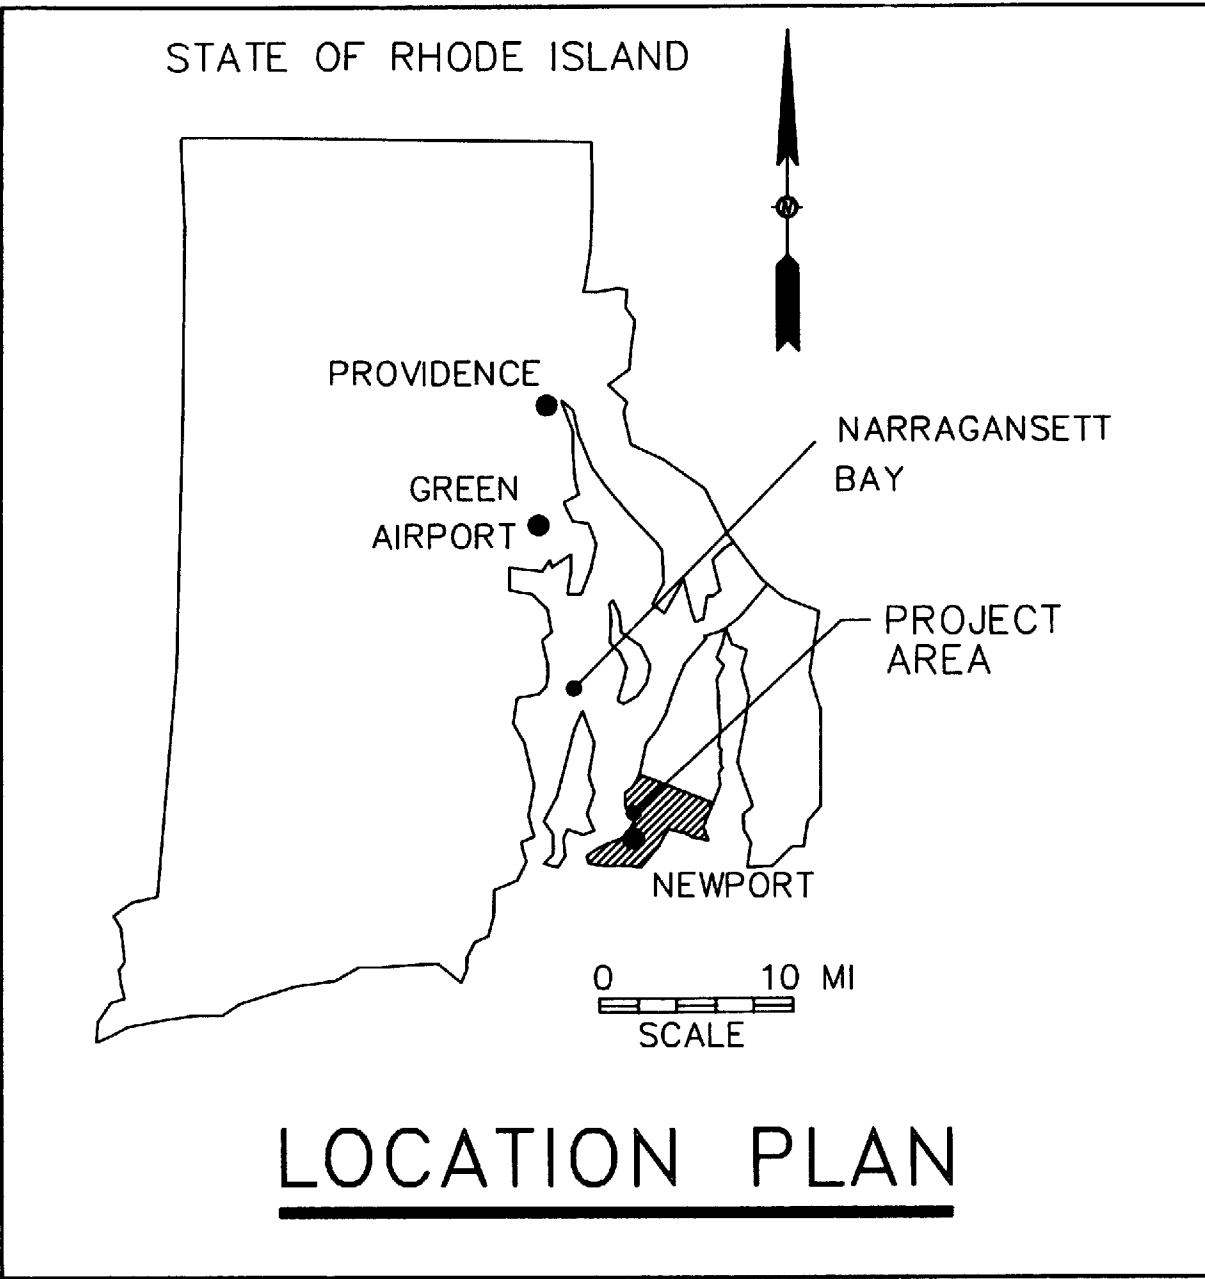 STATE OF RHODE ISLAND
N
PROVIDENCE
NARRAGANSETT
BAY
GREEN
AIRPORT
PROJECT
AREA
NEWPORT
0 10 MI
SCALE
LOCATION PLAN